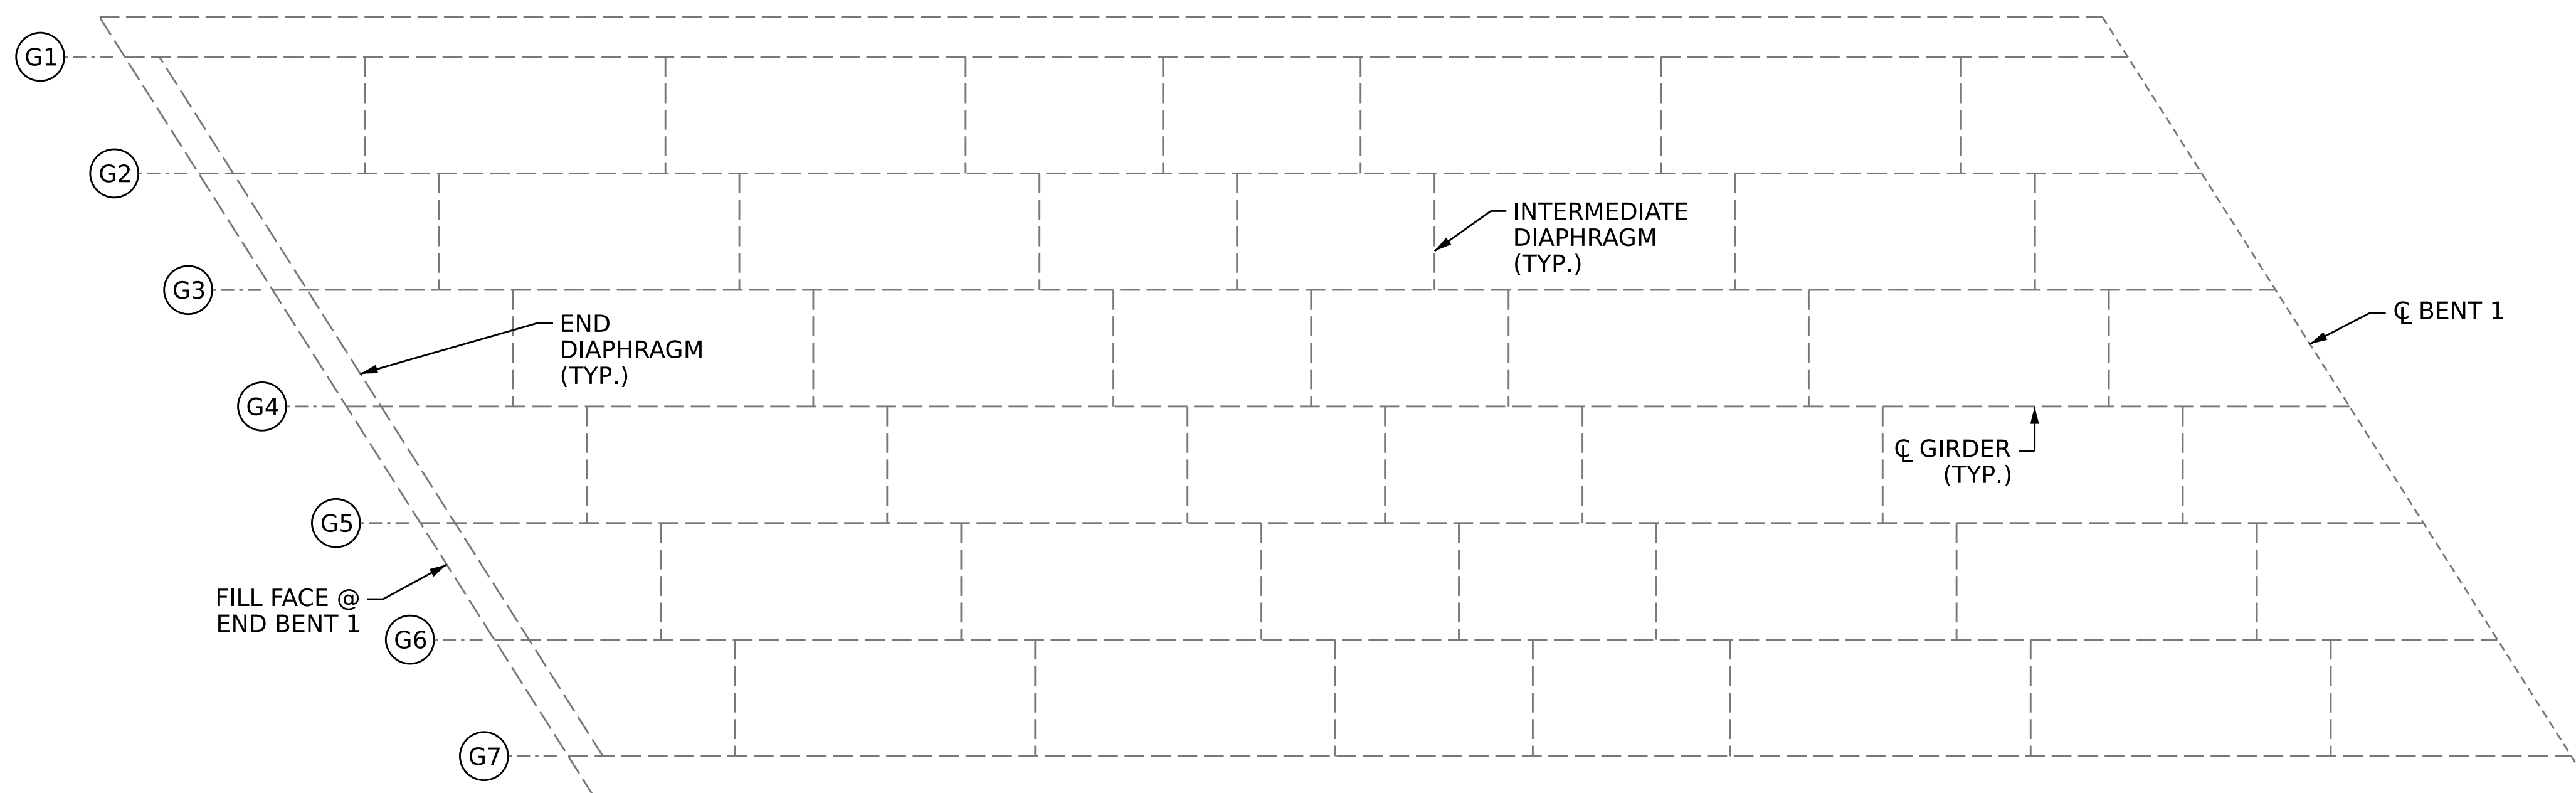 G1
G2
INTERMEDIATE
DIAPHRAGM
(TYP.)
G3
END
DIAPHRAGM
(TYP.)
℄ BENT 1
G4
℄ GIRDER
(TYP.)
G5
FILL FACE @
END BENT 1
G6
G7